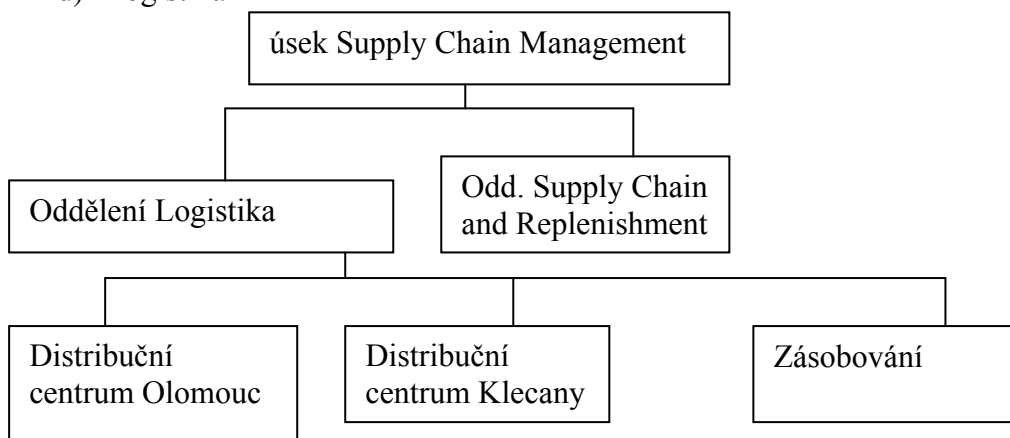 úsek Supply Chain Management
Odd. Supply Chain
and Replenishment
Oddělení Logistika
Distribuční
centrum Olomouc
Distribuční
centrum Klecany
Zásobování